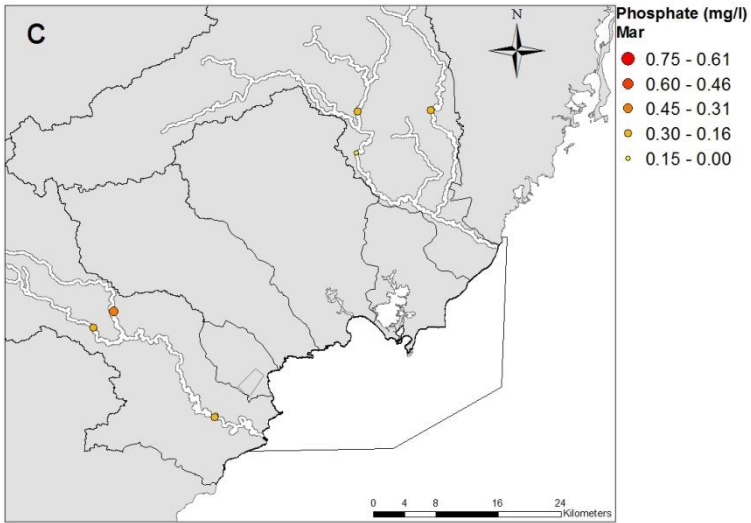 C
N
Phosphate (mg/l)
Mar
0.75 - 0.61
0.60 - 0.46
0.45 - 0.31
0.30 - 0.16
0.15 - 0.00
0 4 8 16 24
Kilometers